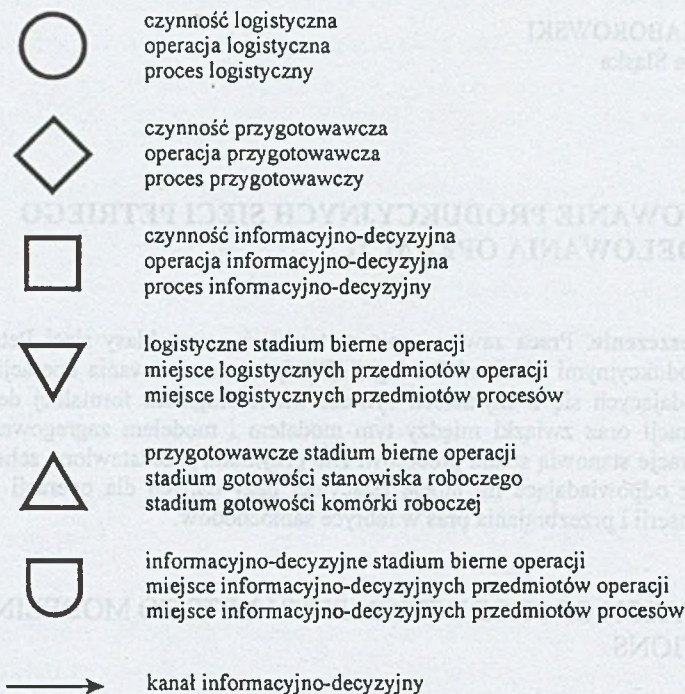 czynność logistyczna
operacja logistyczna
proces logistyczny
czynność przygotowawcza
operacja przygotowawcza
proces przygotowawczy
czynność informacyjno-decyzyjna
operacja informacyjno-decyzyjna
proces informacyjno-decyzyjny
logistyczne stadium bierne operacji
miejsce logistycznych przedmiotów operacji
miejsce logistycznych przedmiotów procesów
przygotowawcze stadium bierne operacji
stadium gotowości stanowiska roboczego
stadium gotowości komórki roboczej
informacyjno-decyzyjne stadium bierne operacji
miejsce informacyjno-decyzyjnych przedmiotów operacji
miejsce informacyjno-decyzyjnych przedmiotów procesów
kanał informacyjno-decyzyjny